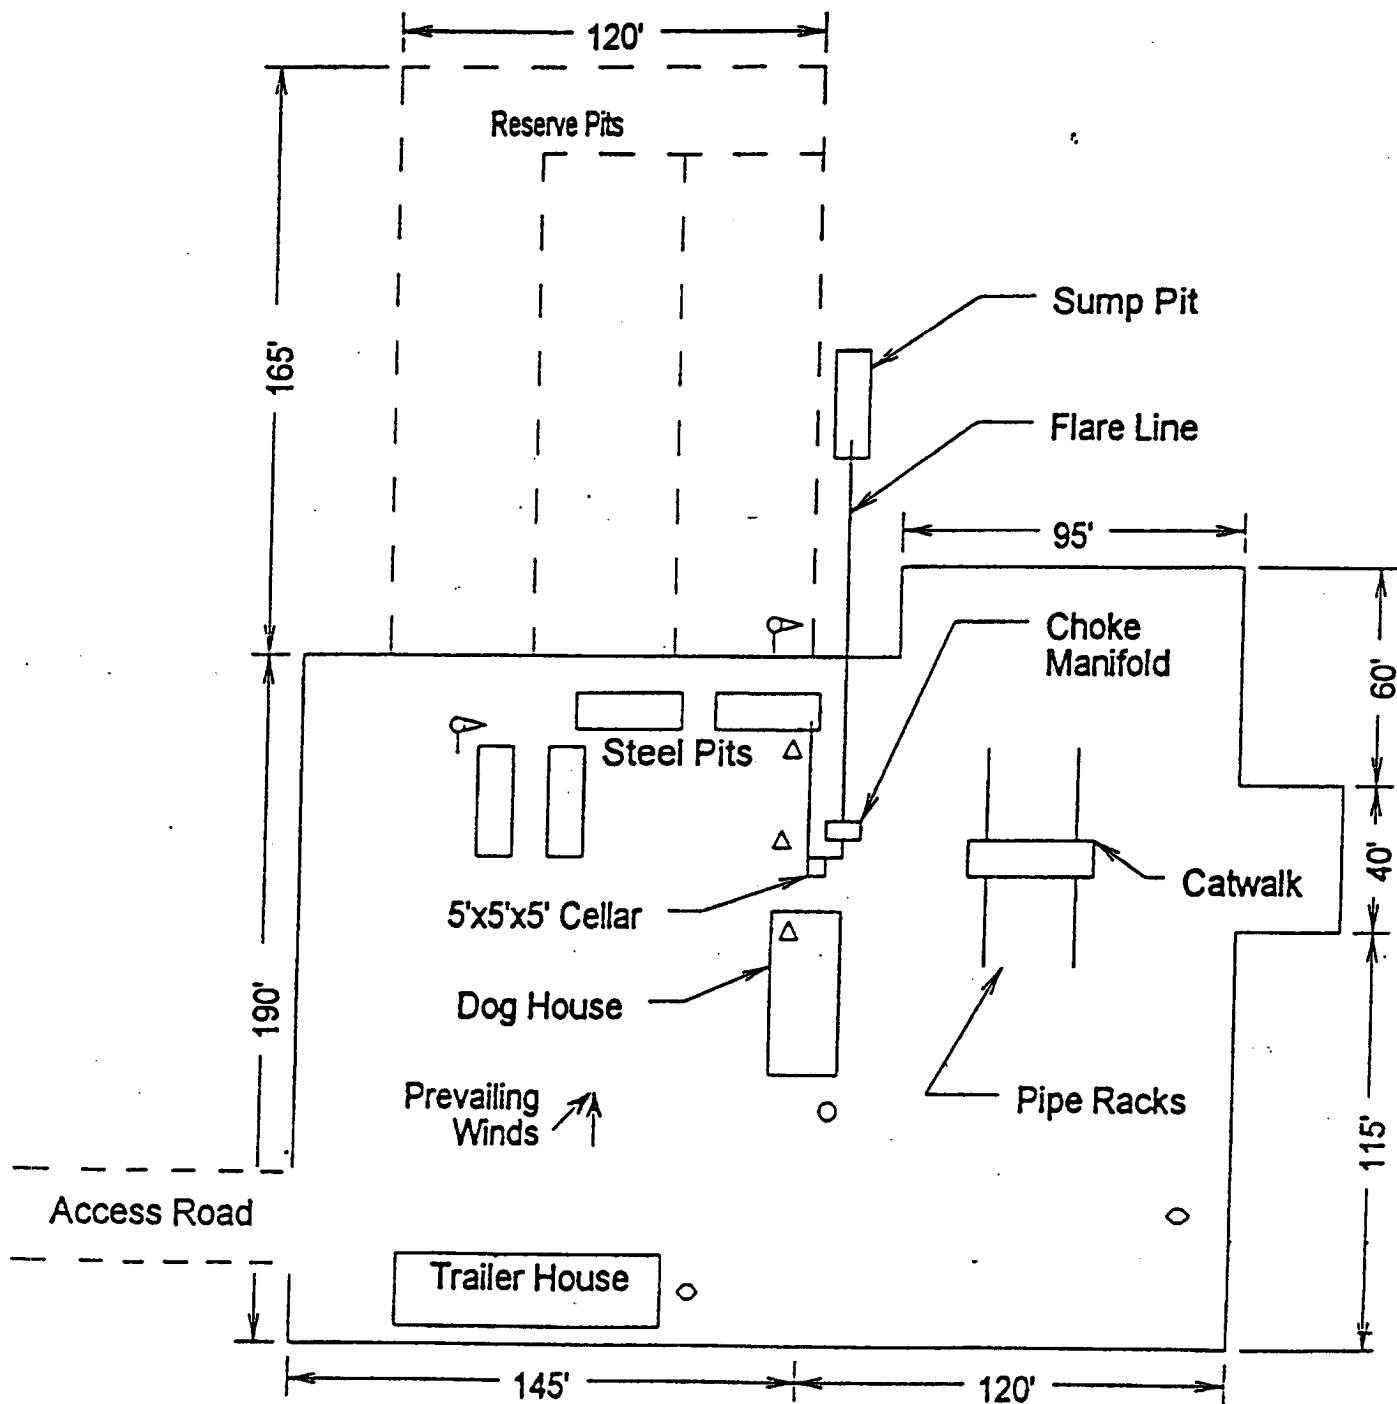 120'
Reserve Pits
165'
Sump Pit
Flare Line
95'
Choke
Manifold
60'
Steel Pits
40'
Catwalk
5'x5'x5' Cellar
190'
Dog House
Prevailing
Winds
Pipe Racks
115'
Access Road
Trailer House
145'
120'